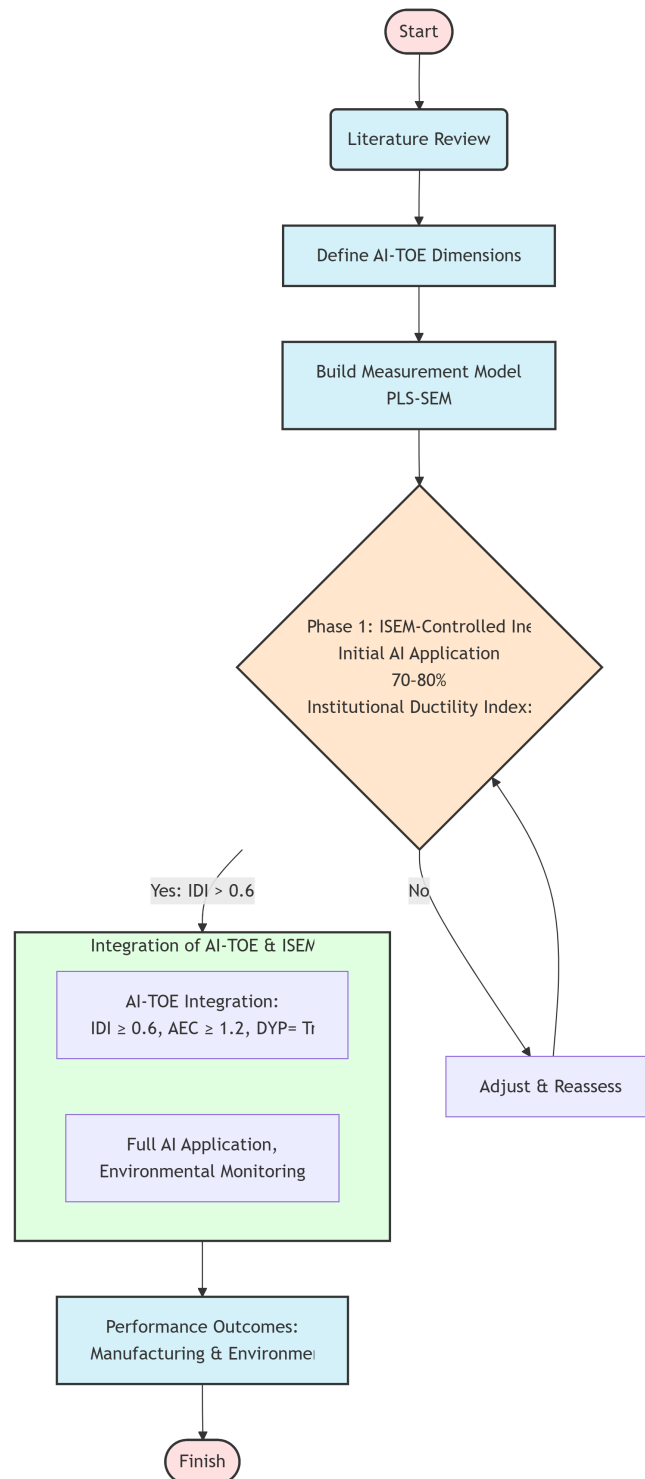 Start
Literature Review
Define AI-TOE Dimensions
Build Measurement Model
PLS-SEM
Phase 1: ISEM-Controlled
Initial AI Application
70-80%
Institutional Ductility Index:
Yes: IDI > 0.6
No
Integration of AI-TOE & ISEM
AI-TOE Integration:
IDI ≥ 0.6, AEC ≥ 1.2, DYP=
Adjust & Reassess
Full AI Application,
Environmental Monitoring
Performance Outcomes:
Manufacturing &
Finish